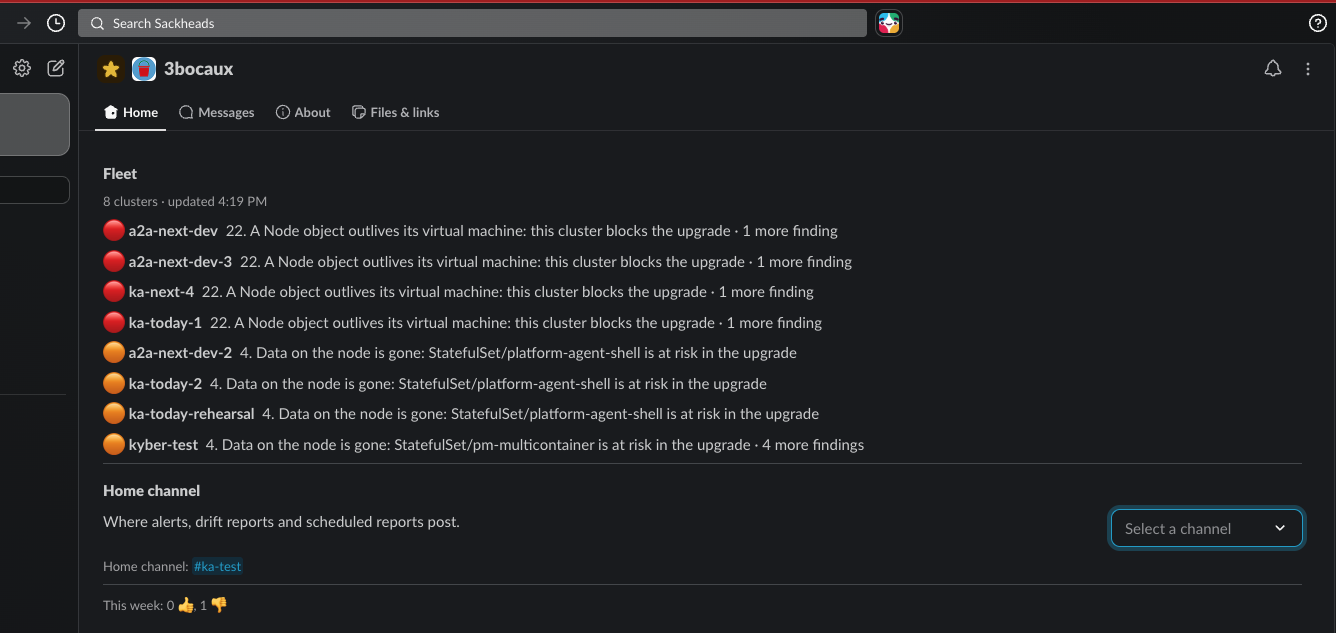 Search Sackheads
3bocaux
Home Messages About Files & links
Fleet
8 clusters · updated 4:19 PM
a2a-next-dev 22. A Node object outlives its virtual machine: this cluster blocks the upgrade · 1 more finding
a2a-next-dev-3 22. A Node object outlives its virtual machine: this cluster blocks the upgrade · 1 more finding
ka-next-4 22. A Node object outlives its virtual machine: this cluster blocks the upgrade · 1 more finding
ka-today-1 22. A Node object outlives its virtual machine: this cluster blocks the upgrade · 1 more finding
a2a-next-dev-2 4. Data on the node is gone: StatefulSet/platform-agent-shell is at risk in the upgrade
ka-today-2 4. Data on the node is gone: StatefulSet/platform-agent-shell is at risk in the upgrade
ka-today-rehearsal 4. Data on the node is gone: StatefulSet/platform-agent-shell is at risk in the upgrade
kyber-test 4. Data on the node is gone: StatefulSet/pm-multicontainer is at risk in the upgrade · 4 more findings
Home channel
Where alerts, drift reports and scheduled reports post.
Select a channel
Home channel: #ka-test
This week: 0 👍, 1 👎